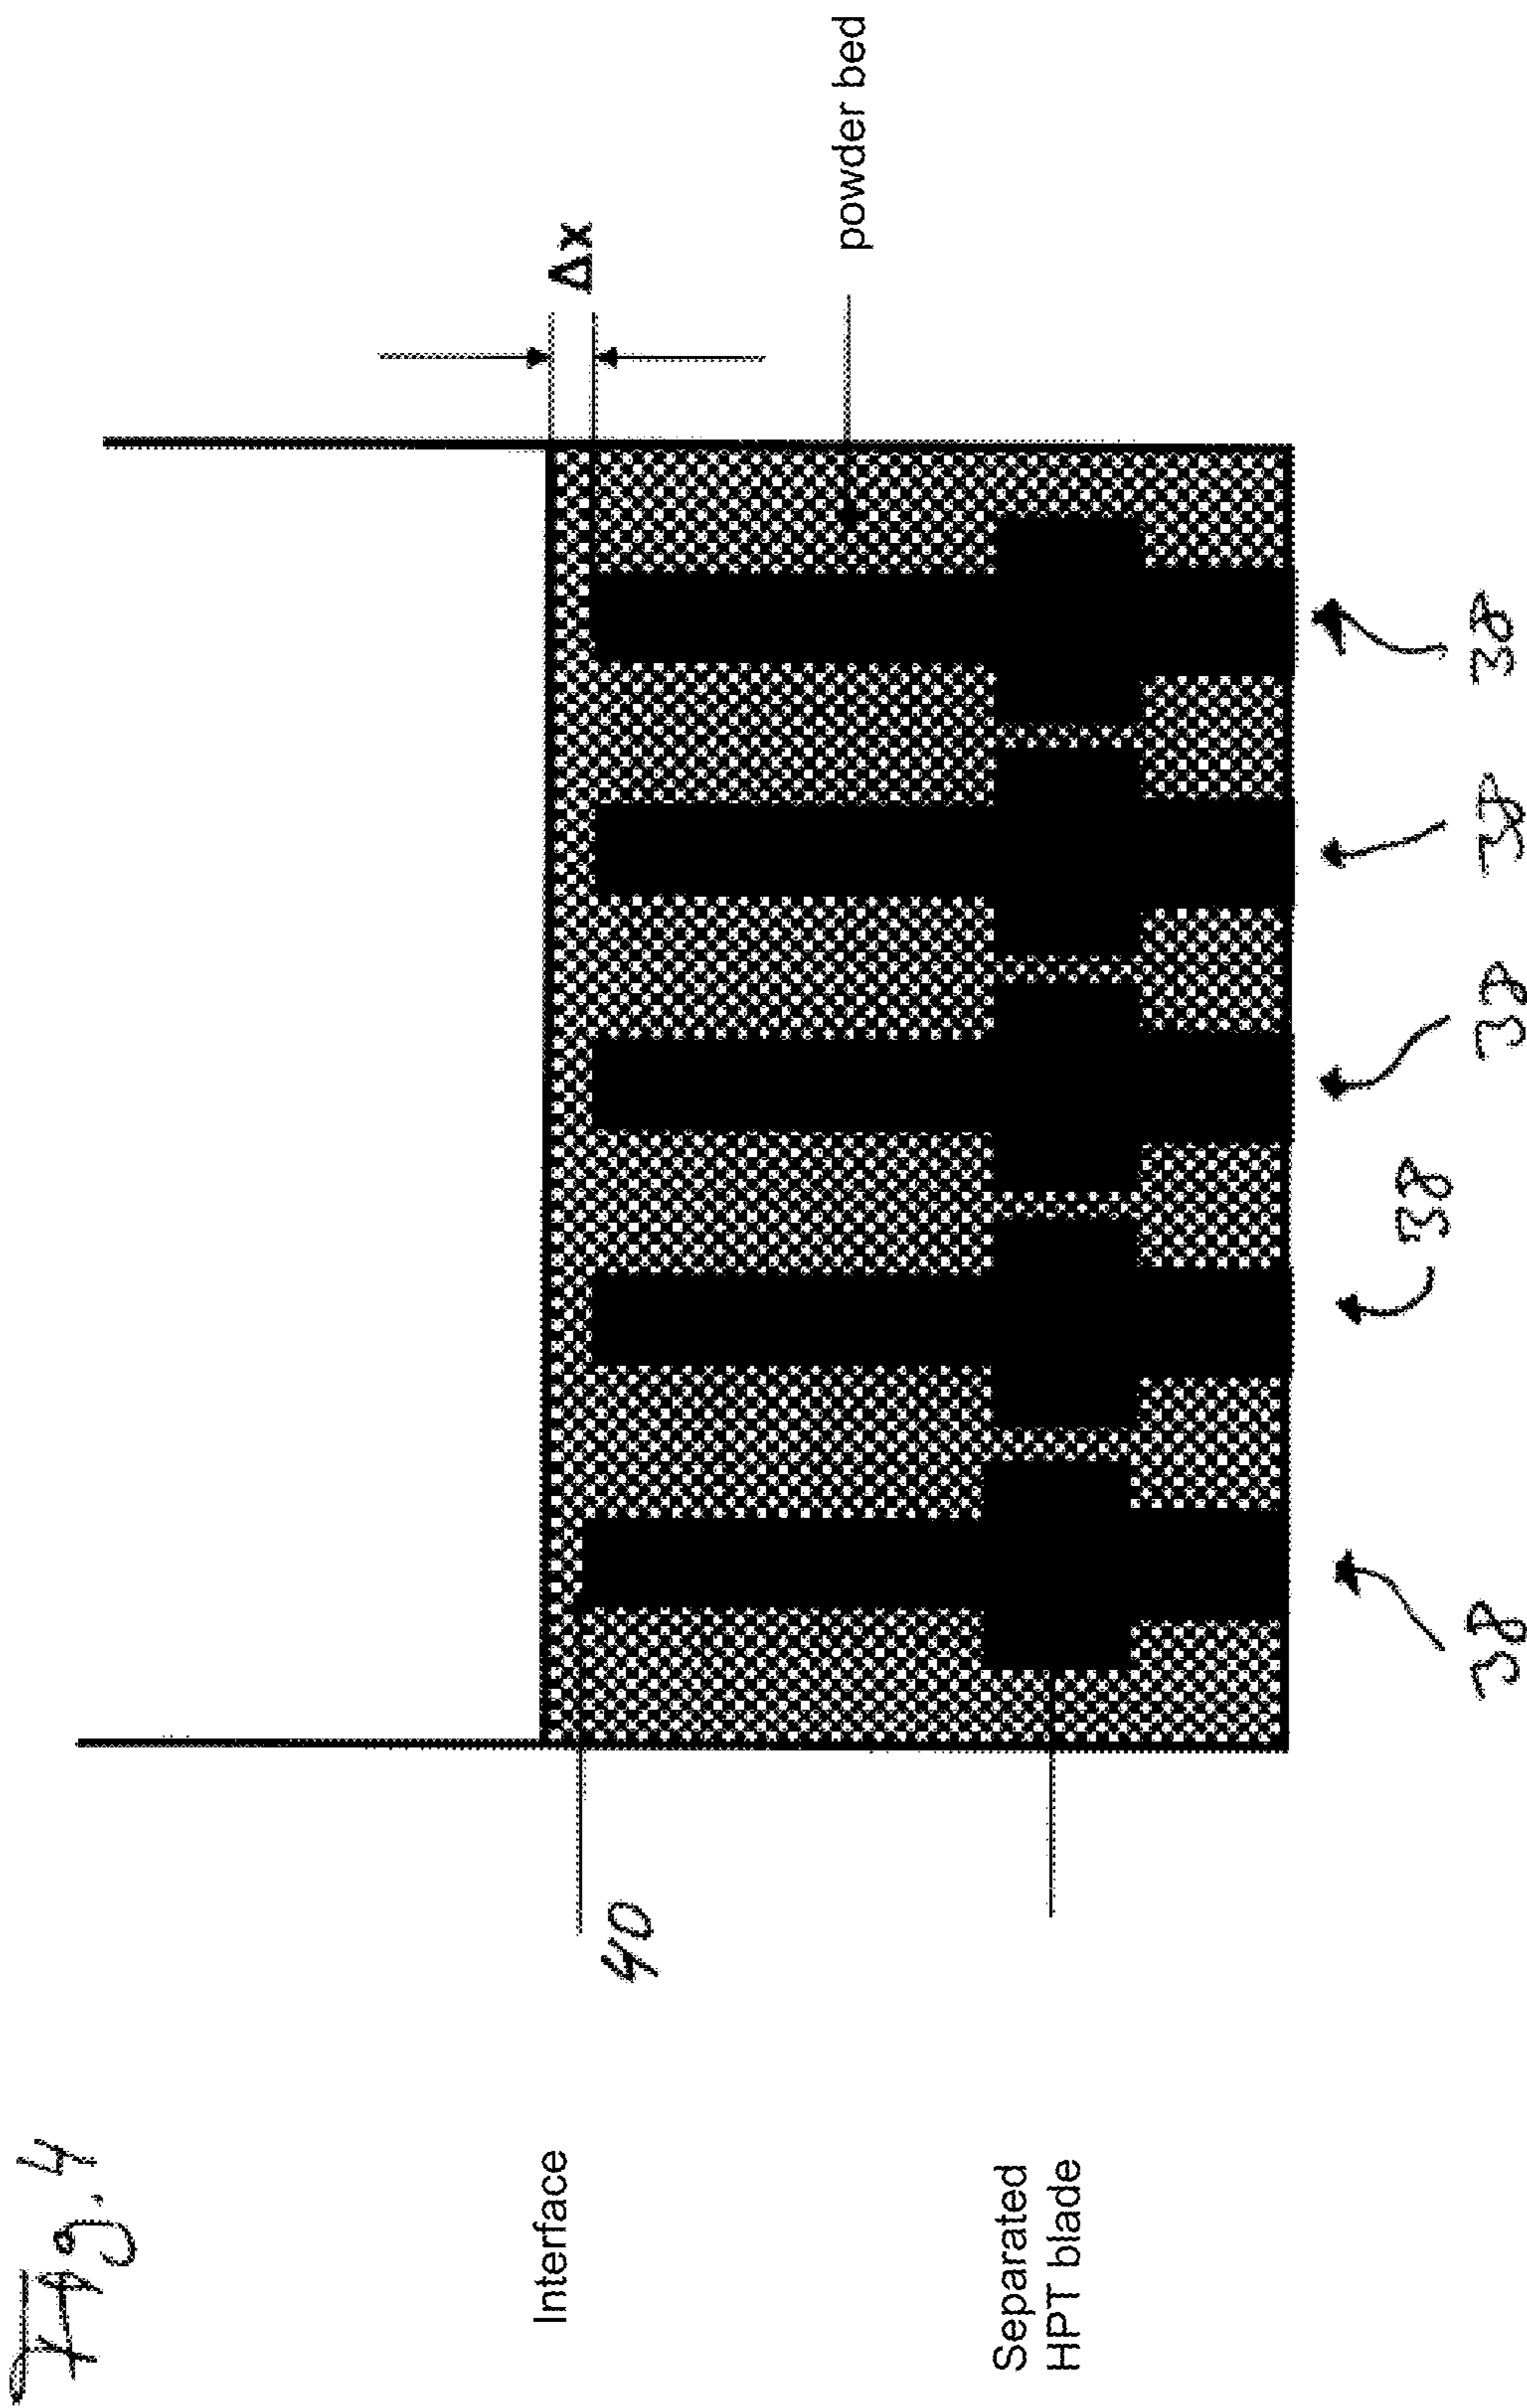 Fig. 4
Interface
Δx
40
powder bed
Separated
HPT blade
38
38
38
38
38